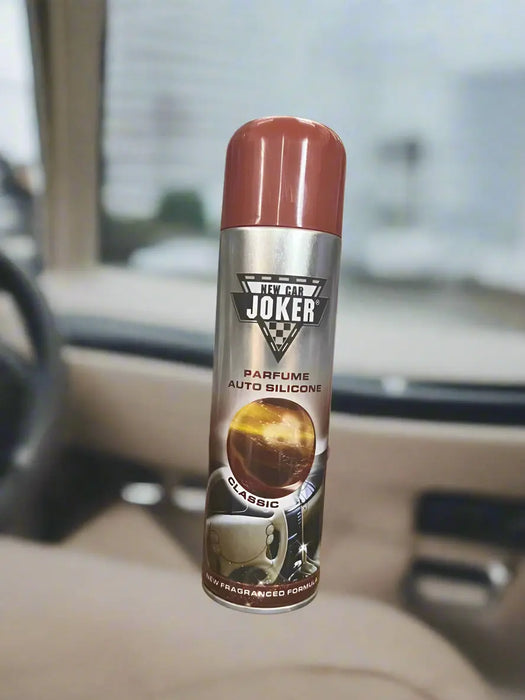 NEW CAR
JOKER®
PARFUME
AUTO SILICONE
CLASSIC
NEW FRAGRANCED FORMULA